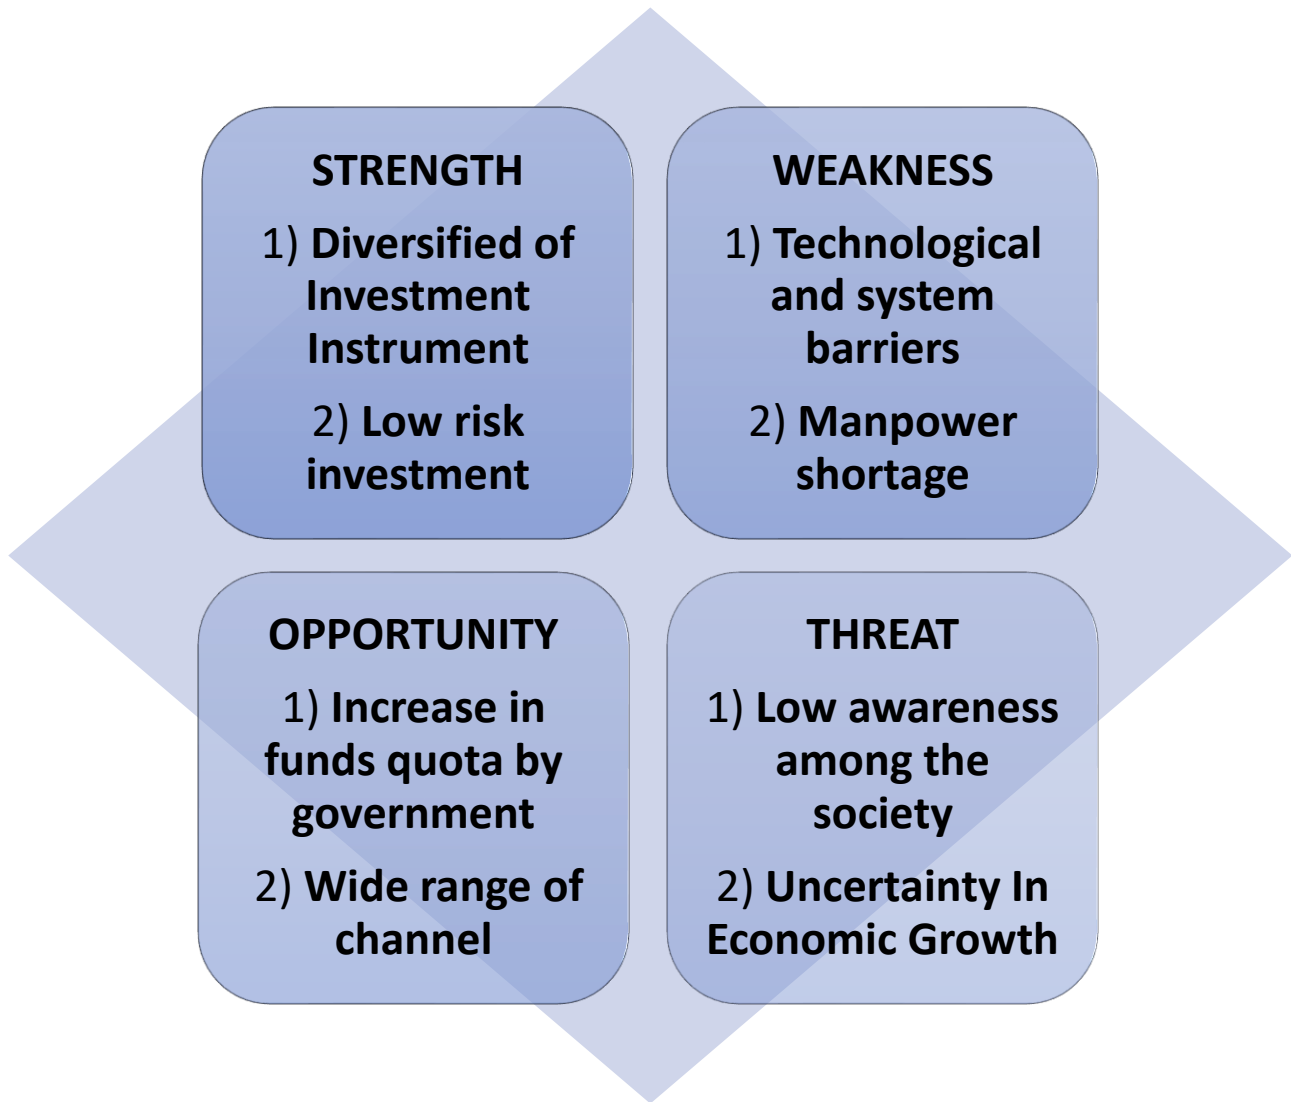 STRENGTH
1) Diversified of
Investment
Instrument
2) Low risk
investment
WEAKNESS
1) Technological
and system
barriers
2) Manpower
shortage
OPPORTUNITY
1) Increase in
funds quota by
government
2) Wide range of
channel
THREAT
1) Low awareness
among the
society
2) Uncertainty In
Economic Growth